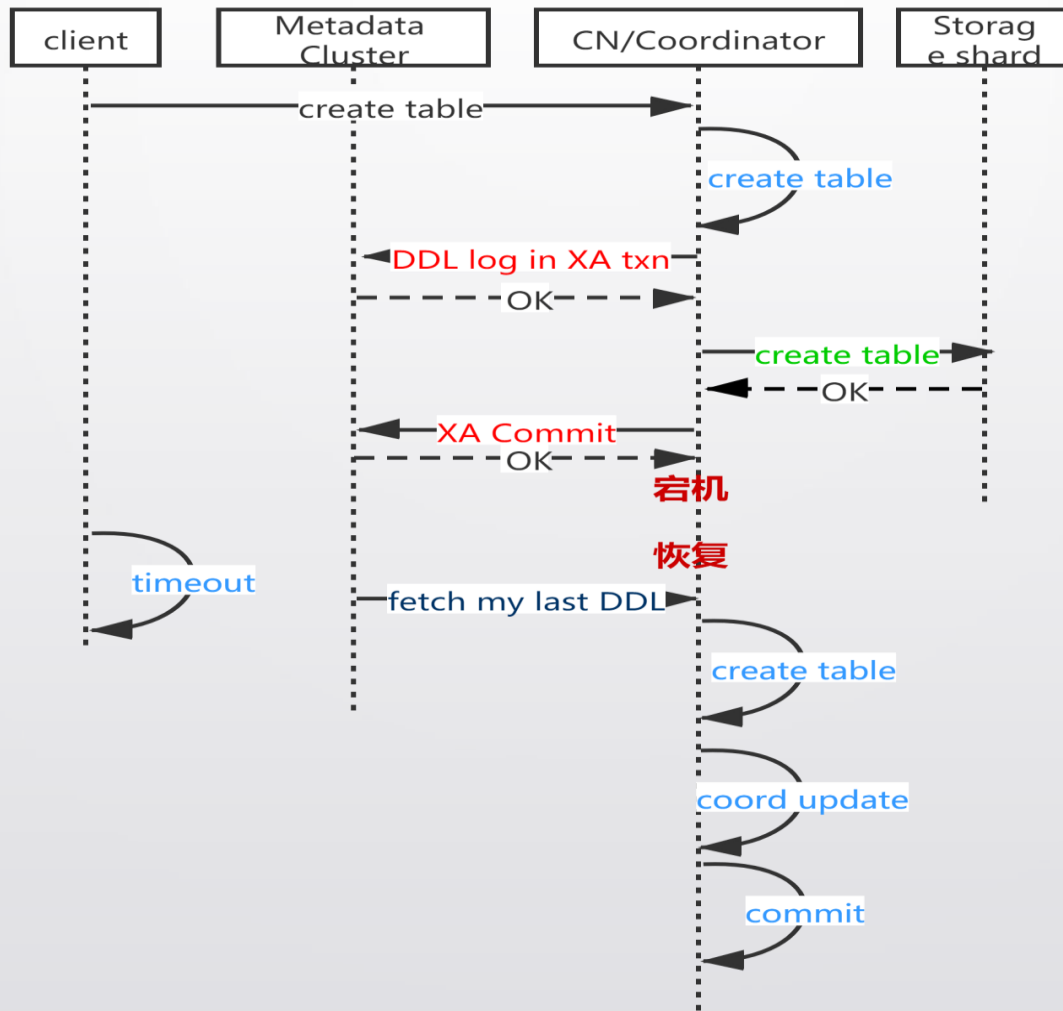 client
Metadata
Cluster
CN/Coordinator
Storag
e shard
create table
create table
DDL log in XA txn
OK
create table
OK
XA Commit
OK
宕机
恢复
timeout
fetch my last DDL
create table
coord update
commit